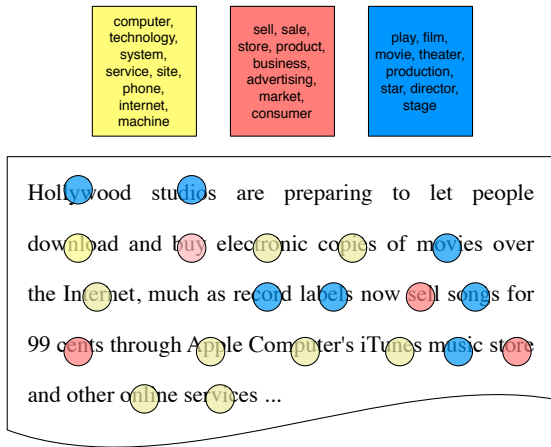 computer,
technology,
system,
service, site,
phone,
internet,
machine
sell, sale,
store, product,
business,
advertising,
market,
consumer
play, film,
movie, theater,
production,
star, director,
stage
Hollywood studios are preparing to let people
download and buy electronic copies of movies over
the Internet, much as record labels now sell songs for
99 cents through Apple Computer's iTunes music store
and other online services ...